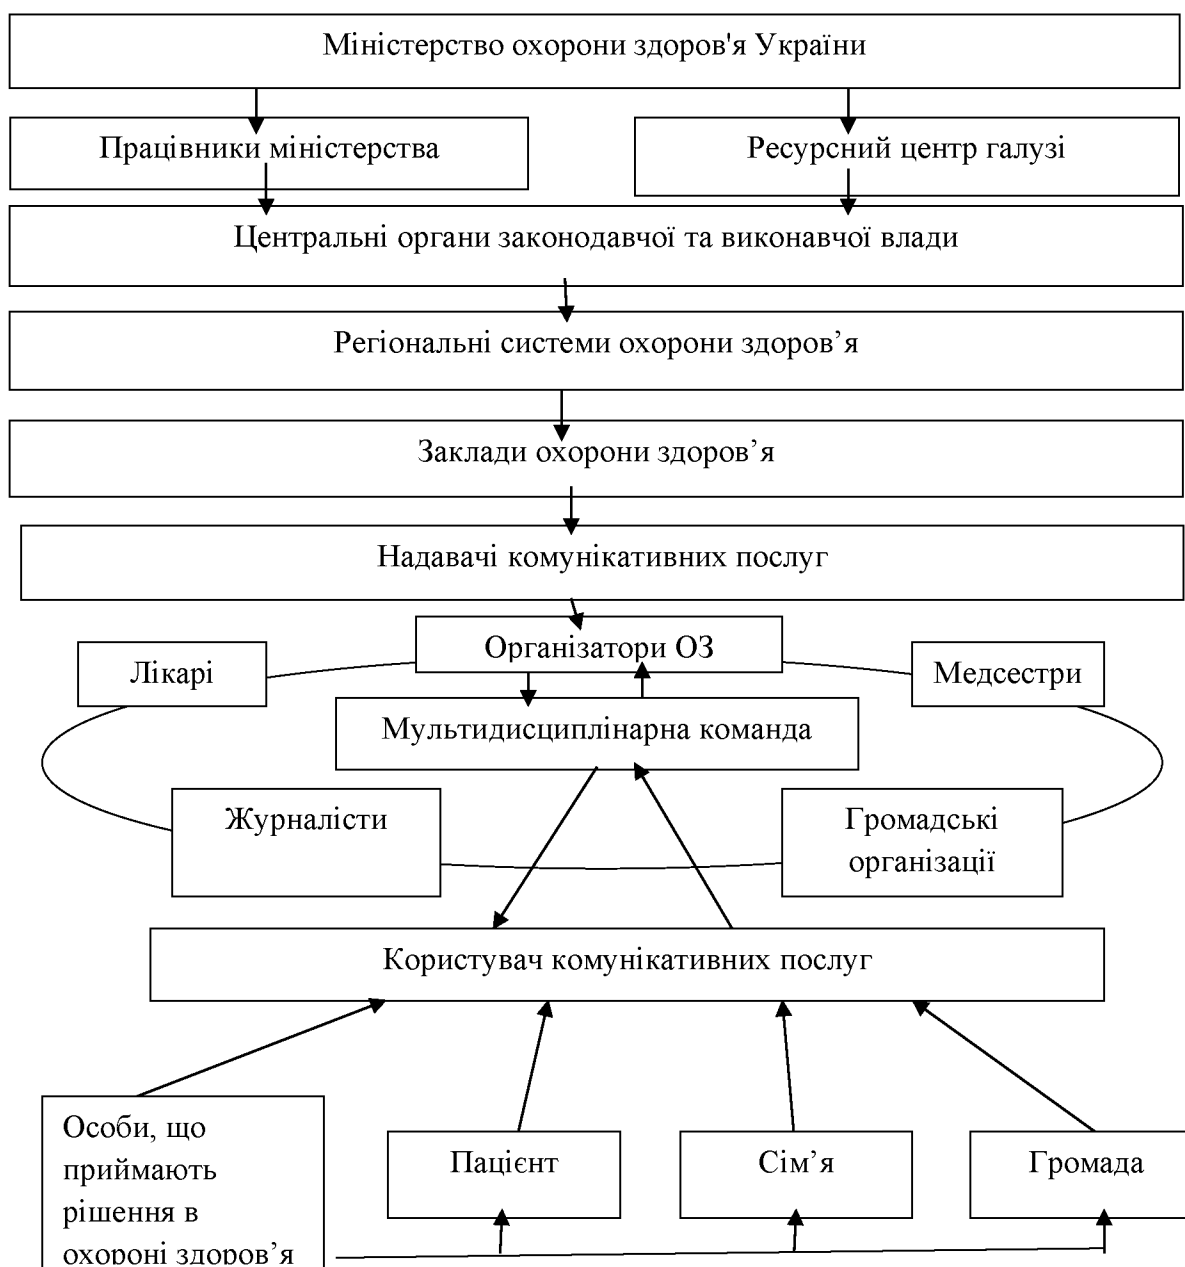 Міністерство охорони здоров'я України
Працівники міністерства
Ресурсний центр галузі
Центральні органи законодавчої та виконавчої влади
Регіональні системи охорони здоров’я
Заклади охорони здоров’я
Надавачі комунікативних послуг
Організатори ОЗ
Лікарі
Медсестри
Мультидисциплінарна команда
Журналісти
Громадські
організації
Користувач комунікативних послуг
Особи, що
приймають
рішення в
охороні здоров’я
Пацієнт
Сім’я
Громада